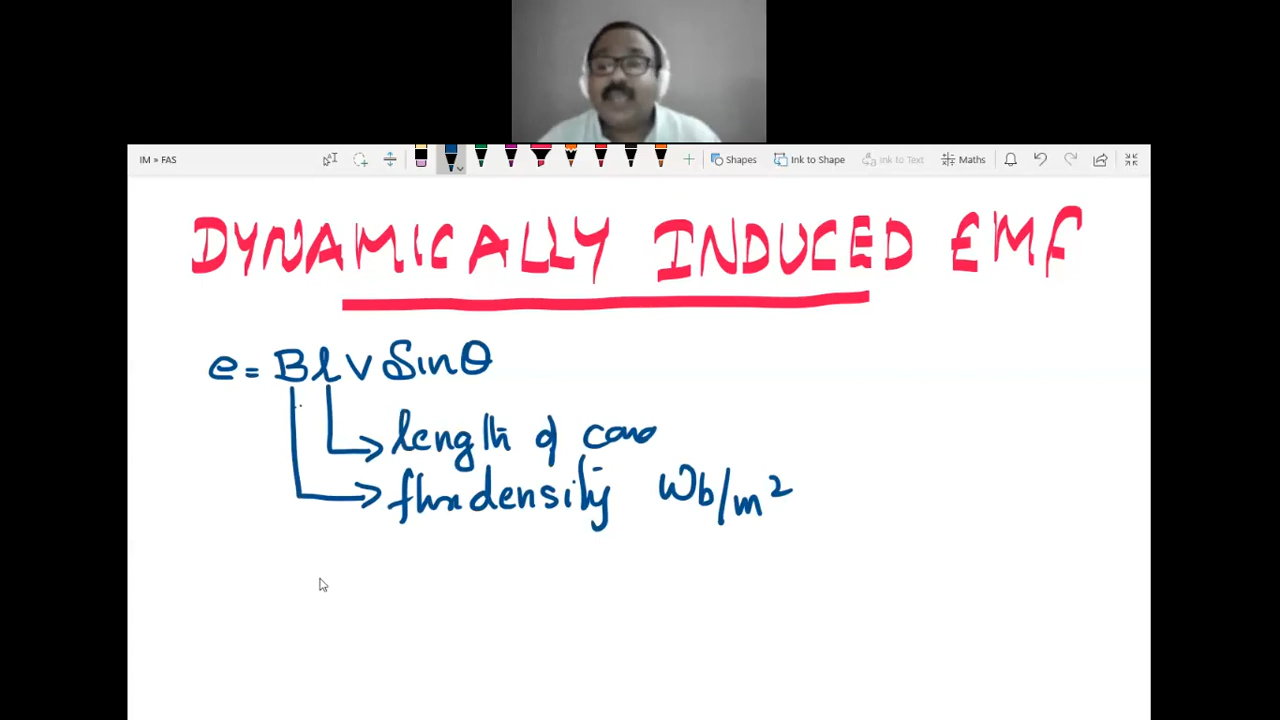 IM » FAS
Shapes Ink to Shape Ink to Text Maths
DYNAMICALLY INDUCED EMF
e = Blv Sinθ
length of con
flux density Wb/m²